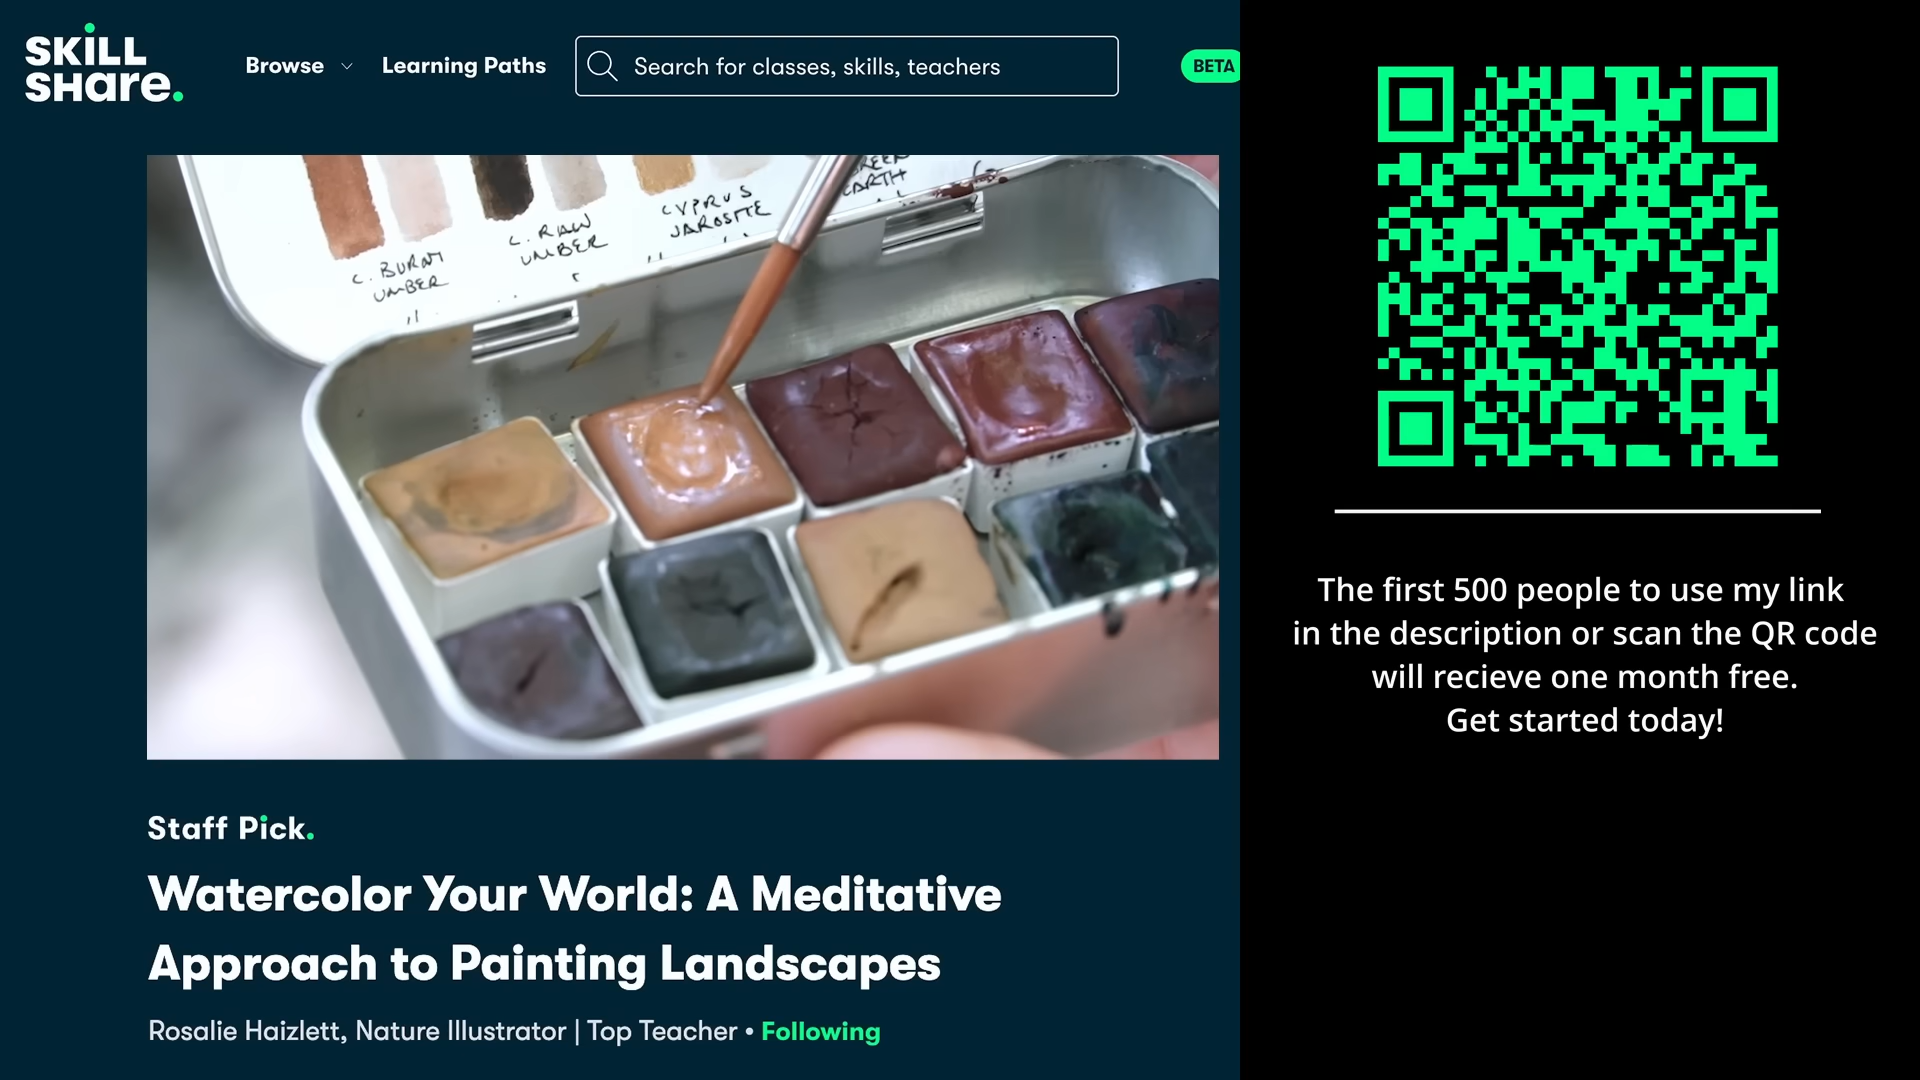 SKILL
SHare.
Browse
Learning Paths
Search for classes, skills, teachers
BETA
C. BURNT
UMBER
C. RAW
UMBER
CYPRUS
JAROSITE
GREEN
EARTH
Staff Pick.
Watercolor Your World: A Meditative
Approach to Painting Landscapes
Rosalie Haizlett, Nature Illustrator | Top Teacher • Following
The first 500 people to use my link
in the description or scan the QR code
will recieve one month free.
Get started today!